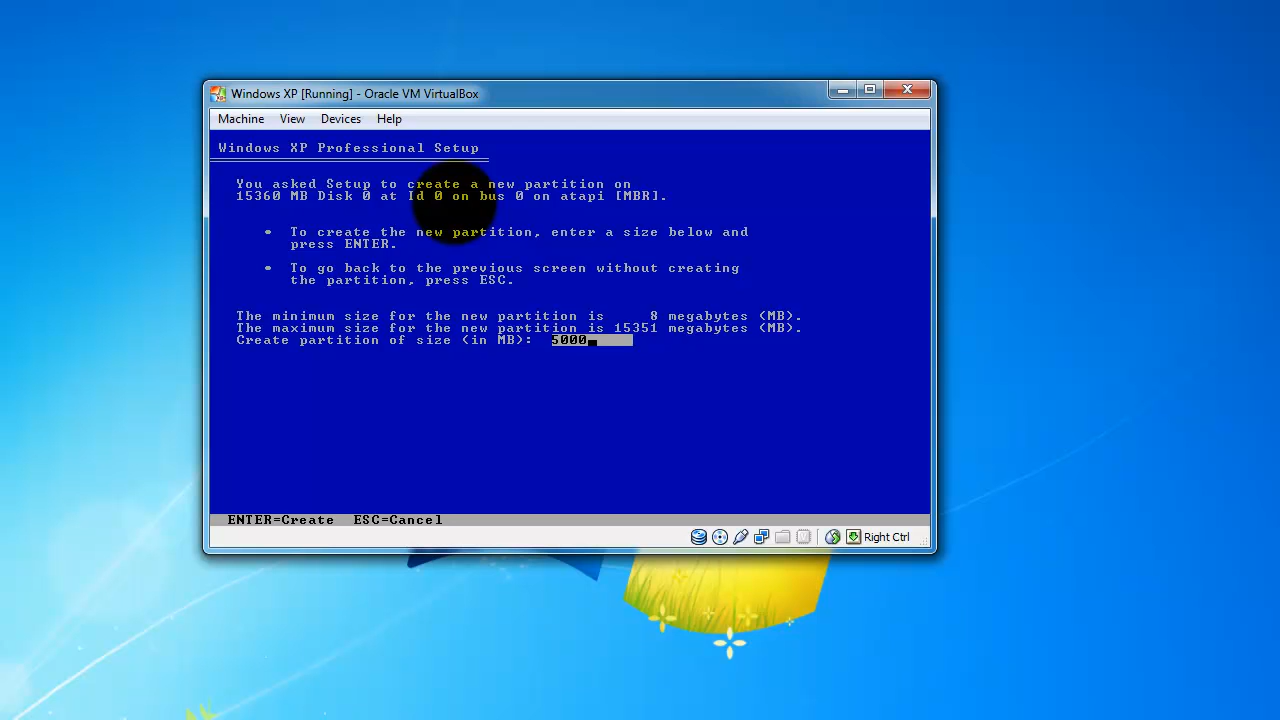 Windows XP [Running] - Oracle VM VirtualBox
Machine View Devices Help
Windows XP Professional Setup
You asked Setup to create a new partition on
15360 MB Disk 0 at Id 0 on bus 0 on atapi [MBR].
• To create the new partition, enter a size below and
press ENTER.
• To go back to the previous screen without creating
the partition, press ESC.
The minimum size for the new partition is 8 megabytes (MB).
The maximum size for the new partition is 15351 megabytes (MB).
Create partition of size (in MB): 5000
ENTER=Create ESC=Cancel
Right Ctrl